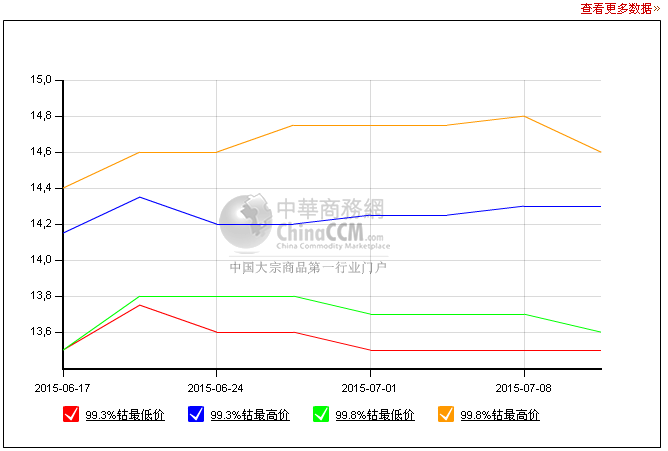 查看更多数据»
15,0
14,8
14,6
14,4
14,2
14,0
13,8
13,6
中華商務網
ChinaCCM.com
China Commodity Marketplace
中国大宗商品第一行业门户
2015-06-17 2015-06-24 2015-07-01 2015-07-08
99.3%钴最低价 99.3%钴最高价 99.8%钴最低价 99.8%钴最高价